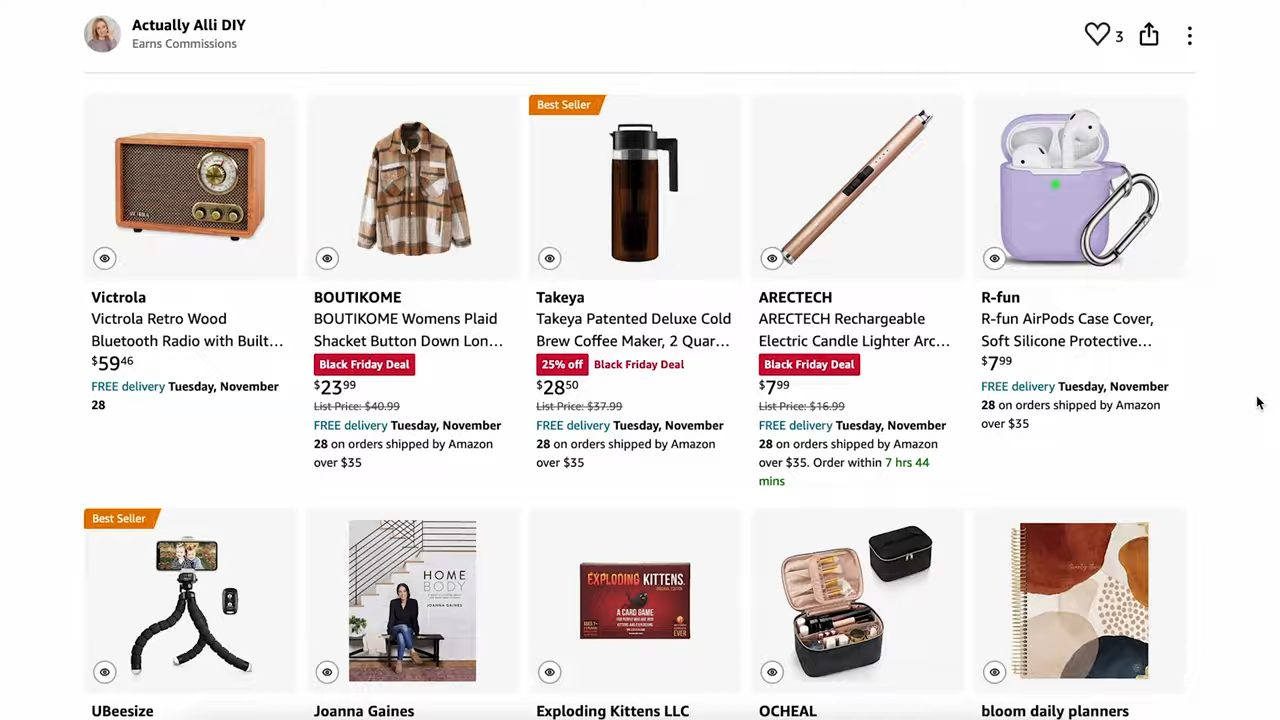 Actually Alli DIY
Earns Commissions
3
Best Seller
Victrola
Victrola Retro Wood
Bluetooth Radio with Built...
$59 46
FREE delivery Tuesday, November
28
BOUTIKOME
BOUTIKOME Womens Plaid
Shacket Button Down Lon...
Black Friday Deal
$23 99
List Price: $40.99
FREE delivery Tuesday, November
28 on orders shipped by Amazon
over $35
Takeya
Takeya Patented Deluxe Cold
Brew Coffee Maker, 2 Quar...
25% off Black Friday Deal
$28 50
List Price: $37.99
FREE delivery Tuesday, November
28 on orders shipped by Amazon
over $35
ARECTECH
ARECTECH Rechargeable
Electric Candle Lighter Arc...
Black Friday Deal
$7 99
List Price: $16.99
FREE delivery Tuesday, November
28 on orders shipped by Amazon
over $35. Order within 7 hrs 44
mins
R-fun
R-fun AirPods Case Cover,
Soft Silicone Protective...
$7 99
FREE delivery Tuesday, November
28 on orders shipped by Amazon
over $35
Best Seller
UBeesize
HOME
BODY
JOANNA GAINES
Joanna Gaines
EXPLODING KITTENS
A CARD GAME
Exploding Kittens LLC
OCHEAL
bloom daily planners